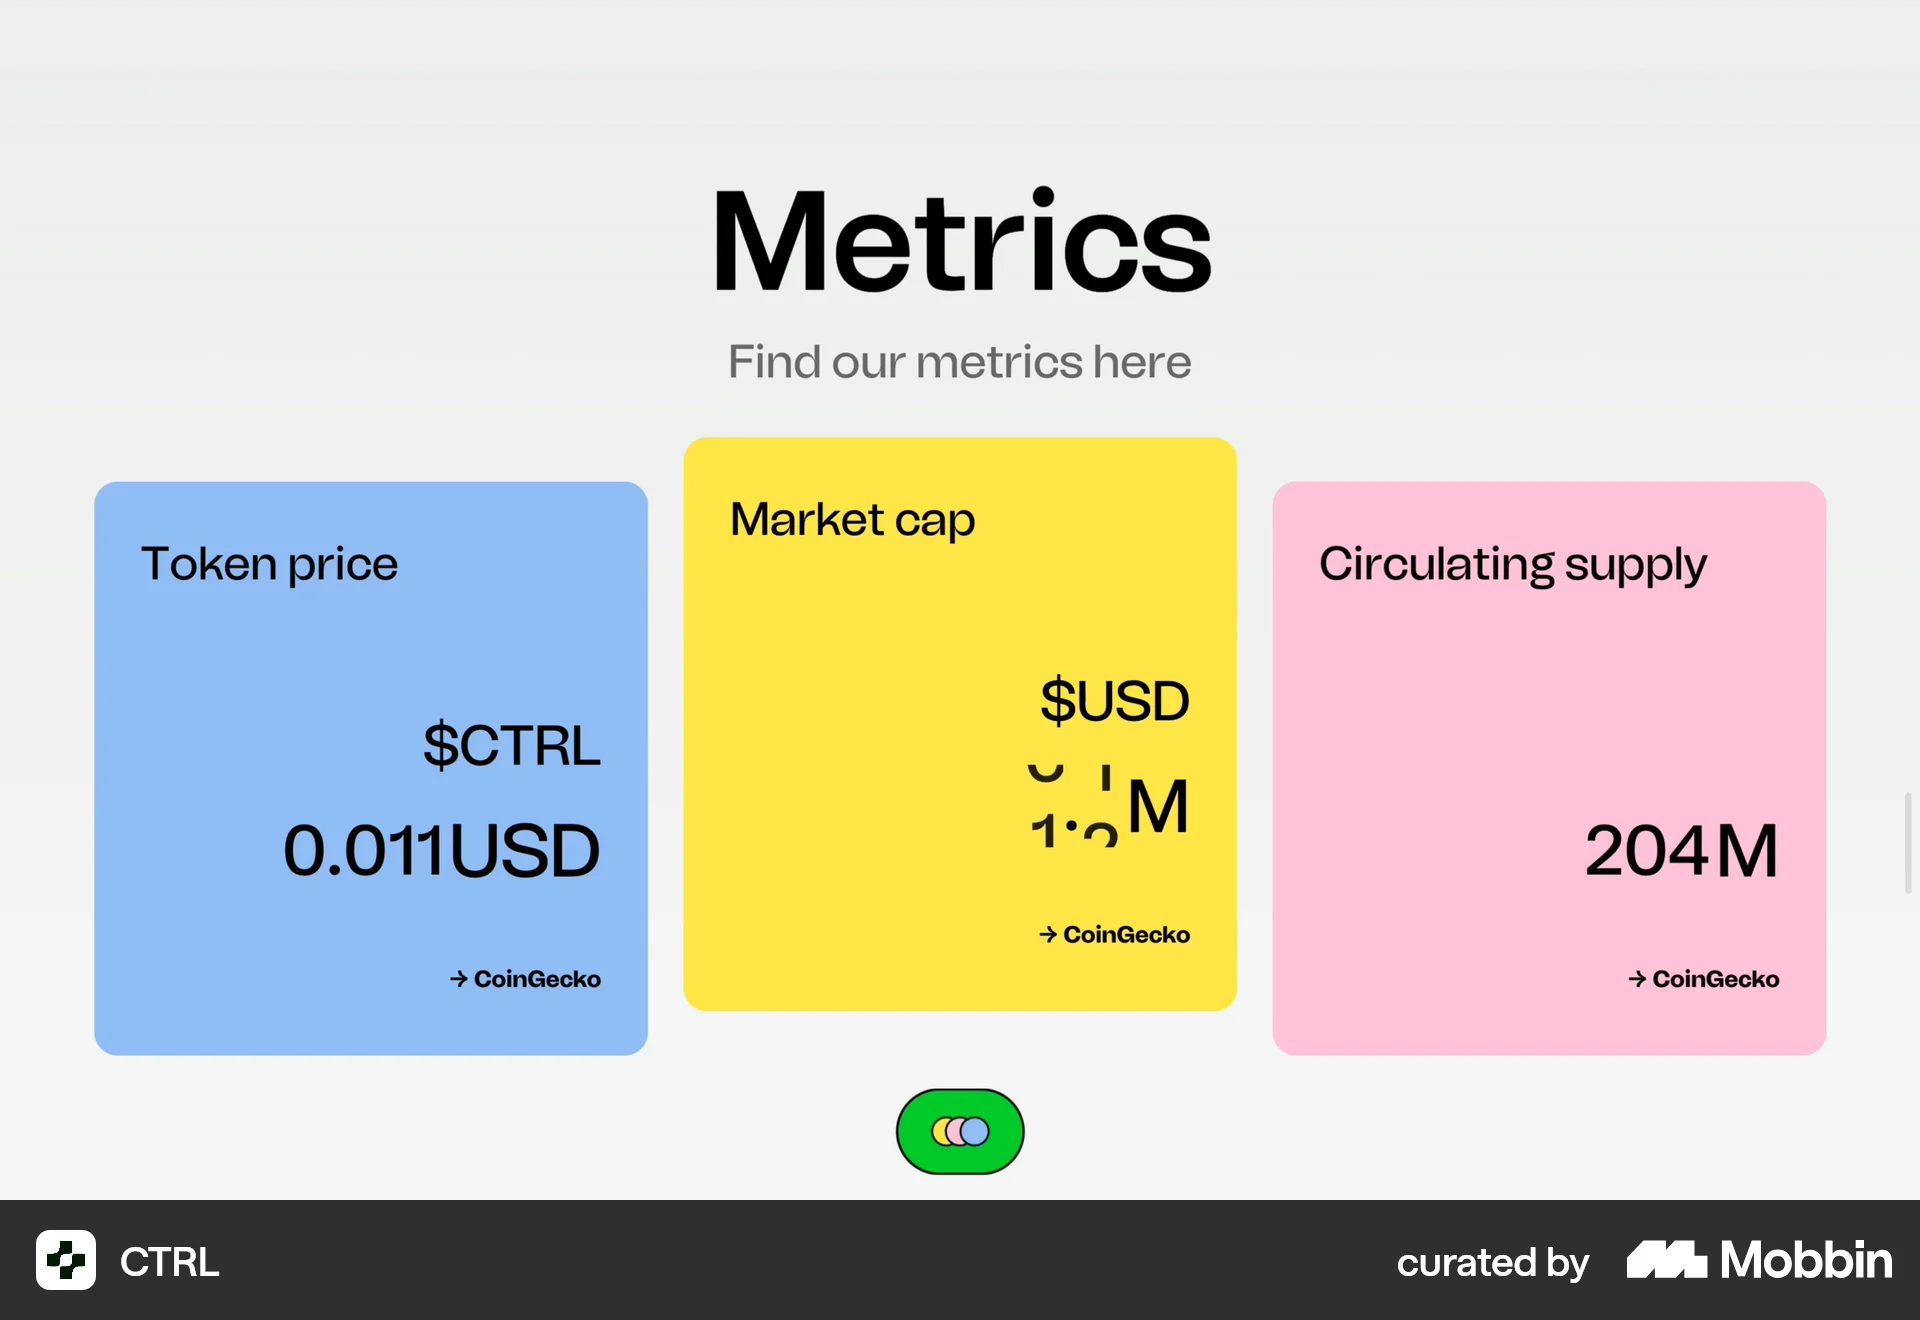 Metrics
Find our metrics here
Token price
$CTRL
0.011USD
→ CoinGecko
Market cap
$USD
M
→ CoinGecko
Circulating supply
204M
→ CoinGecko
CTRL
curated by Mobbin